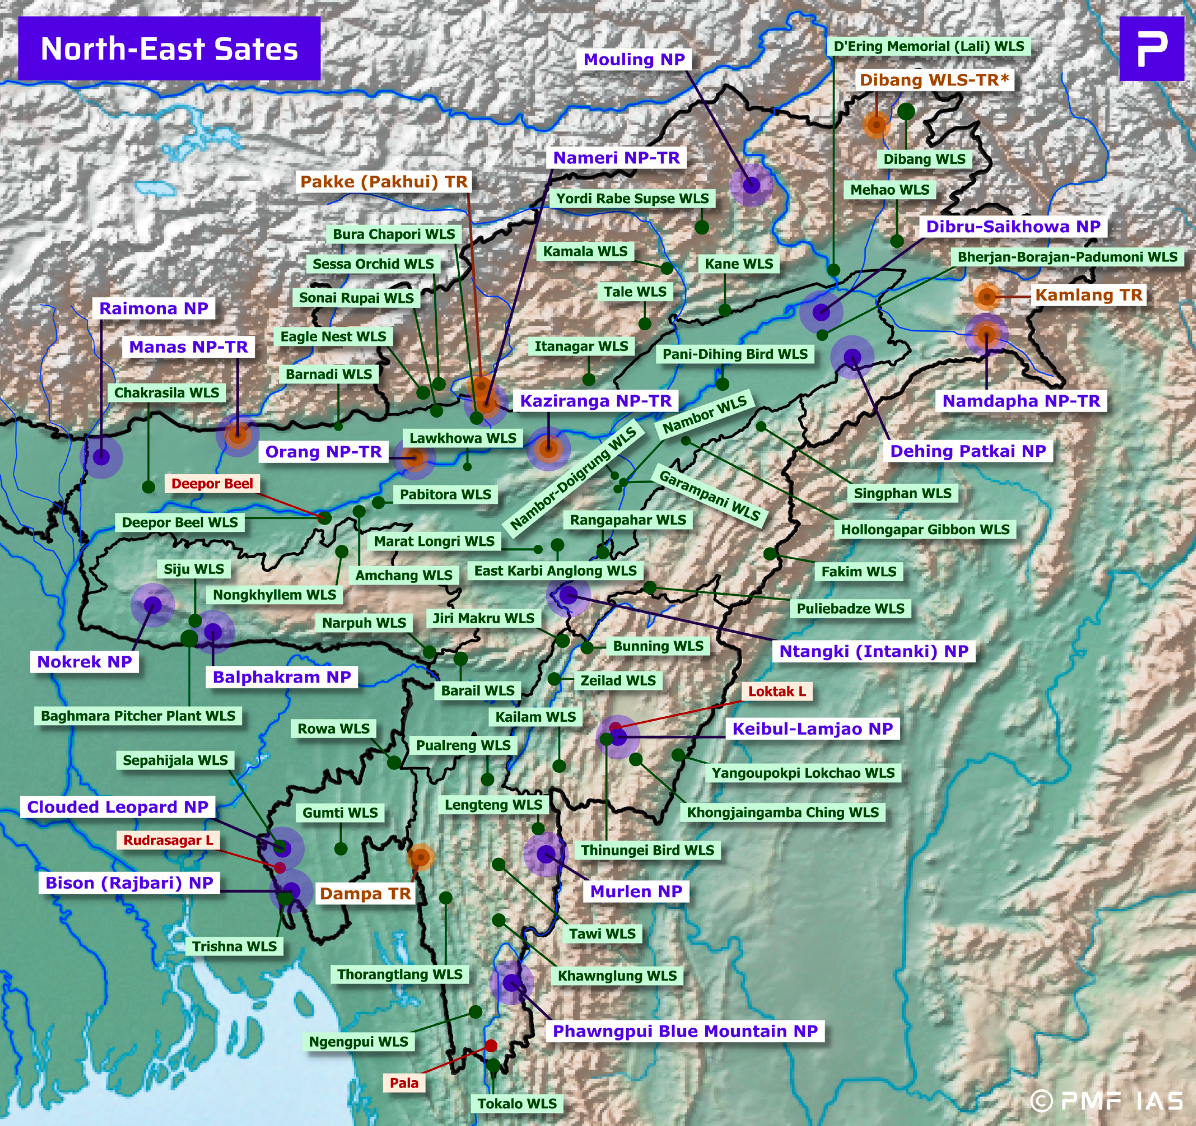 North-East Sates
P
D'Ering Memorial (Lali) WLS
Mouling NP
Dibang WLS-TR*
Nameri NP-TR
Dibang WLS
Pakke (Pakhui) TR
Yordi Rabe Supse WLS
Mehao WLS
Bura Chapori WLS
Dibru-Saikhowa NP
Kamala WLS
Bherjan-Borajan-Padumoni WLS
Sessa Orchid WLS
Kane WLS
Sonai Rupai WLS
Tale WLS
Kamlang TR
Raimona NP
Eagle Nest WLS
Manas NP-TR
Itanagar WLS
Pani-Dihing Bird WLS
Barnadi WLS
Chakrasila WLS
Kaziranga NP-TR
Namdapha NP-TR
Nambor WLS
Lawkhowa WLS
Orang NP-TR
Dehing Patkai NP
Nambor-Doigrung WLS
Deepor Beel
Pabitora WLS
Garampani WLS
Singphan WLS
Deepor Beel WLS
Rangapahar WLS
Hollongapar Gibbon WLS
Marat Longri WLS
Siju WLS
Amchang WLS
East Karbi Anglong WLS
Fakim WLS
Nongkhyllem WLS
Puliebadze WLS
Narpuh WLS
Jiri Makru WLS
Bunning WLS
Ntangki (Intanki) NP
Nokrek NP
Balphakram NP
Barail WLS
Zeilad WLS
Loktak L
Baghmara Pitcher Plant WLS
Kailam WLS
Rowa WLS
Keibul-Lamjao NP
Pualreng WLS
Sepahijala WLS
Yangoupokpi Lokchao WLS
Clouded Leopard NP
Gumti WLS
Lengteng WLS
Khongjaingamba Ching WLS
Rudrasagar L
Thinungei Bird WLS
Bison (Rajbari) NP
Dampa TR
Murlen NP
Trishna WLS
Tawi WLS
Thorangtlang WLS
Khawnglung WLS
Phawngpui Blue Mountain NP
Ngengpui WLS
Pala
Tokalo WLS
© PMF IAS